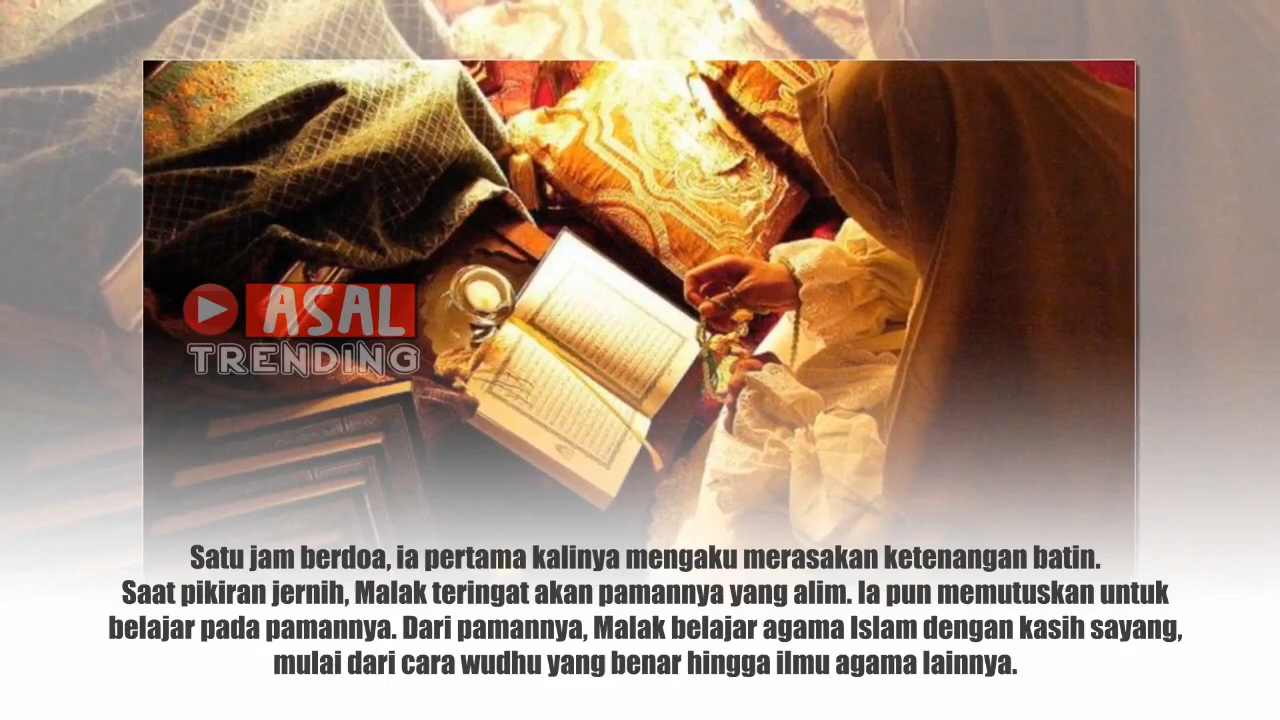 ASAL
TRENDING
Satu jam berdoa, ia pertama kalinya mengaku merasakan ketenangan batin.
Saat pikiran jernih, Malak teringat akan pamannya yang alim. Ia pun memutuskan untuk
belajar pada pamannya. Dari pamannya, Malak belajar agama Islam dengan kasih sayang,
mulai dari cara wudhu yang benar hingga ilmu agama lainnya.